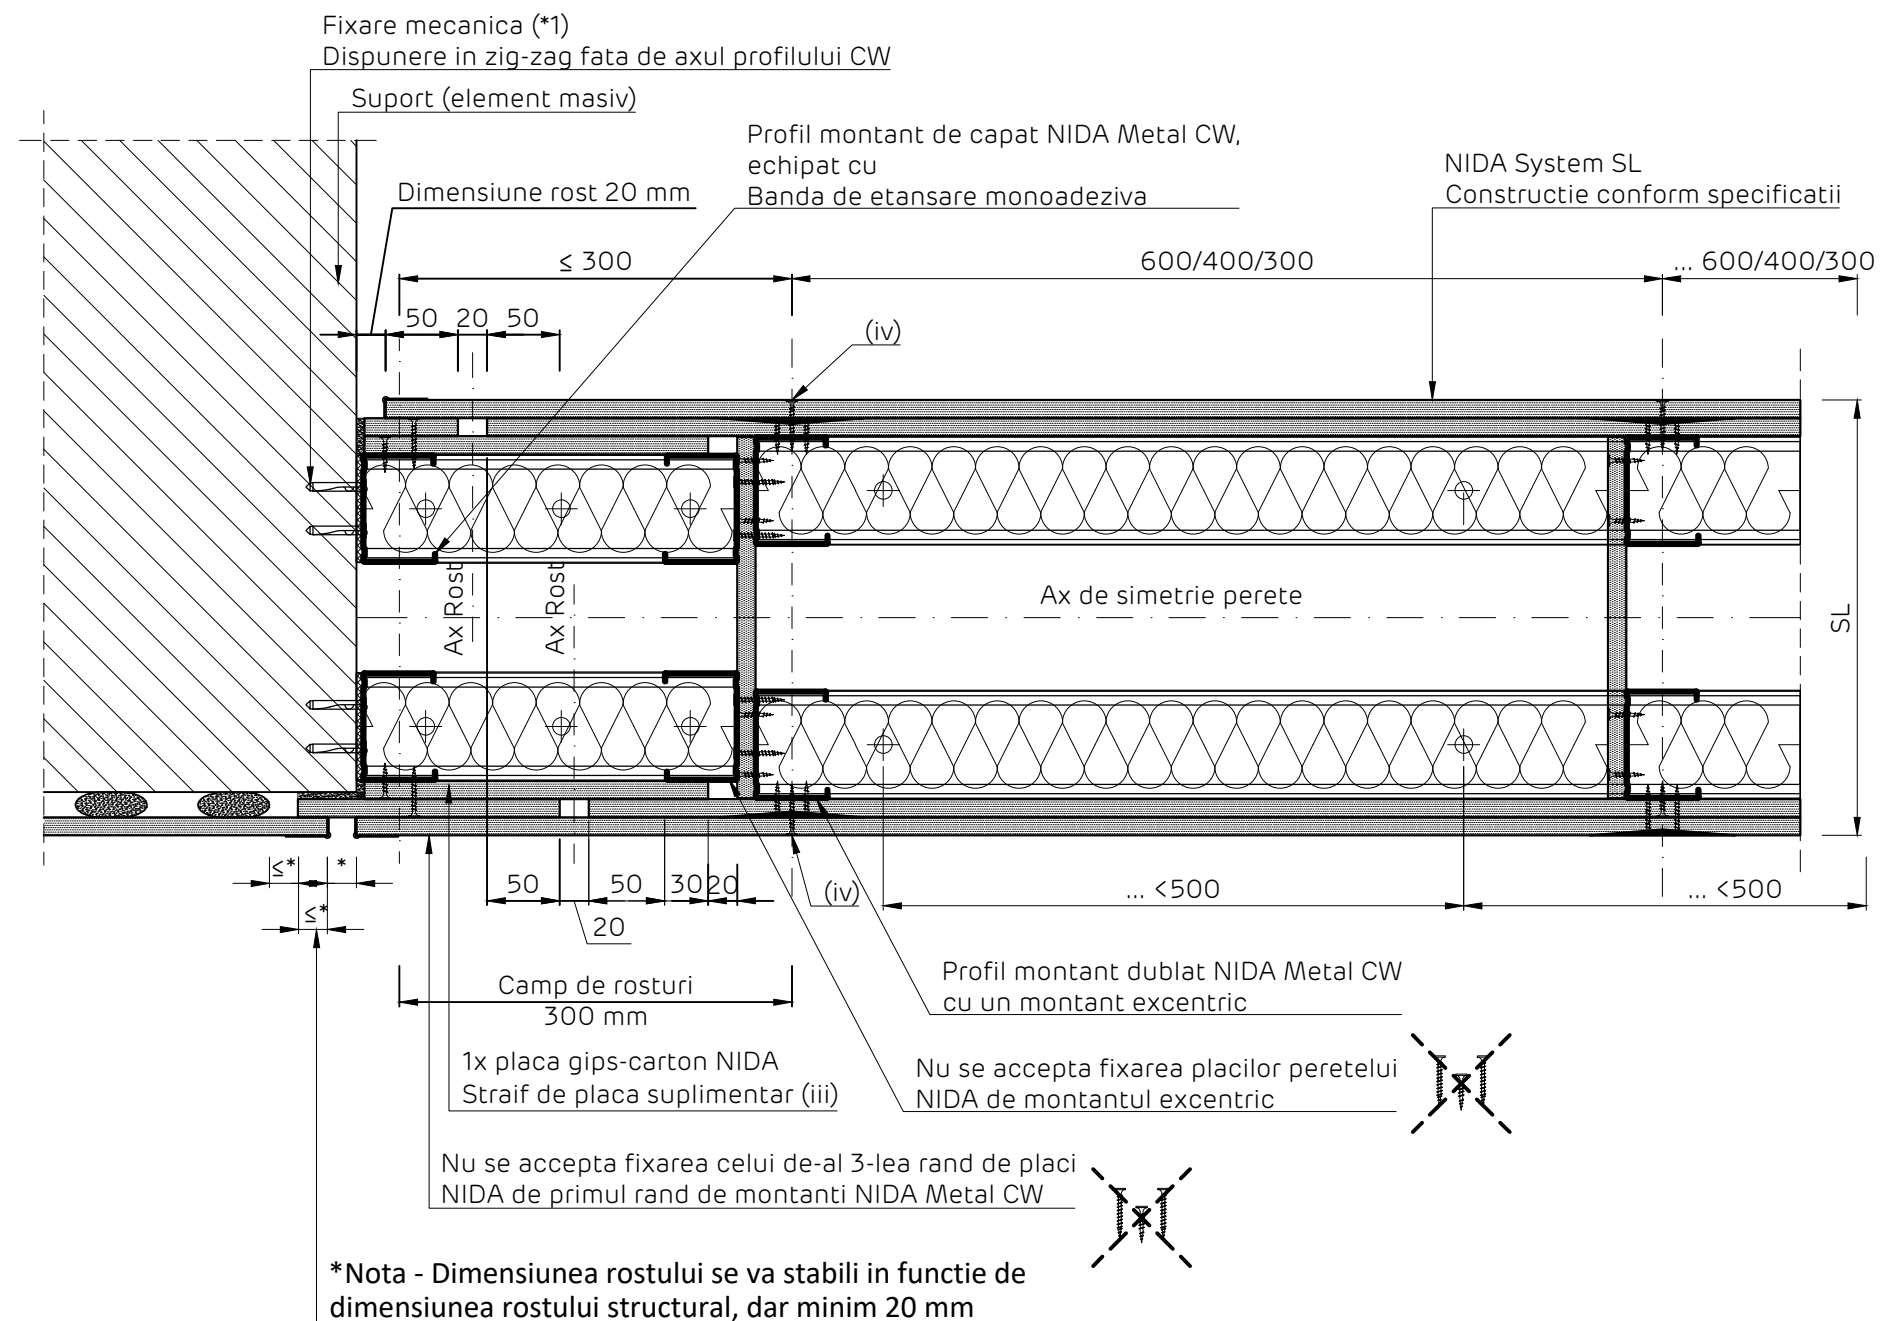 Fixare mecanica (*1)
Dispunere in zig-zag fata de axul profilului CW
Suport (element masiv)
Profil montant de capat NIDA Metal CW,
echipat cu
Banda de etansare monoadeziva
NIDA System SL
Constructie conform specificatii
Dimensiune rost 20 mm
≤ 300
600/400/300
... 600/400/300
50
20
50
(iv)
Ax Rost
Ax Rost
Ax de simetrie perete
SL
≤*
*
≤*
50
50
30
20
20
(iv)
... <500
... <500
Camp de rosturi
300 mm
Profil montant dublat NIDA Metal CW
cu un montant excentric
1x placa gips-carton NIDA
Straif de placa suplimentar (iii)
Nu se accepta fixarea placilor peretelui
NIDA de montantul excentric
Nu se accepta fixarea celui de-al 3-lea rand de placi
NIDA de primul rand de montanti NIDA Metal CW
*Nota - Dimensiunea rostului se va stabili in functie de
dimensiunea rostului structural, dar minim 20 mm